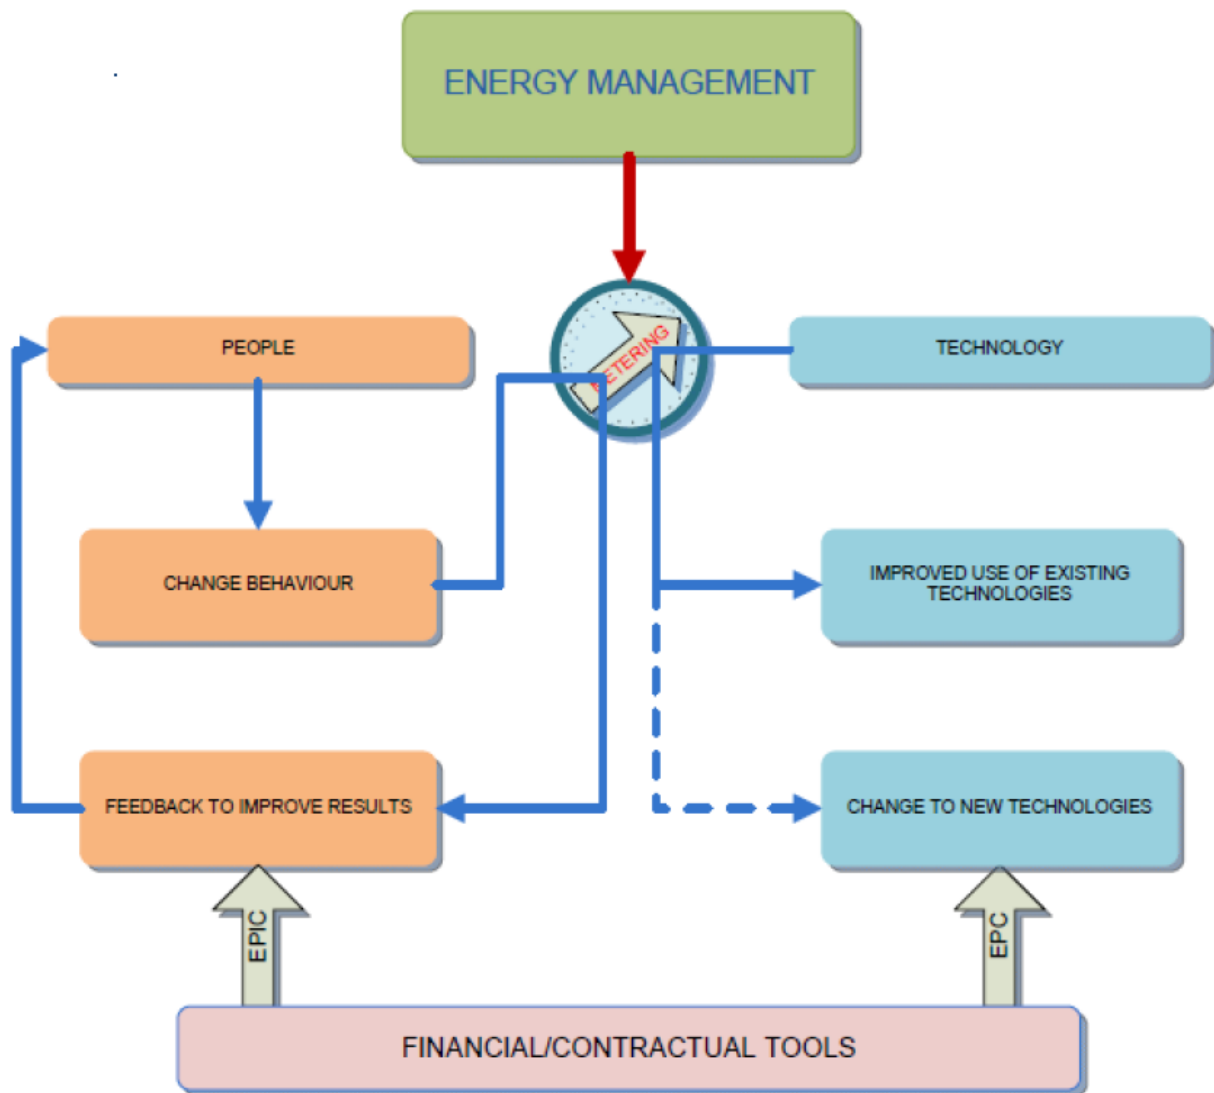 ENERGY MANAGEMENT
PEOPLE
METERING
TECHNOLOGY
CHANGE BEHAVIOUR
IMPROVED USE OF EXISTING
TECHNOLOGIES
FEEDBACK TO IMPROVE RESULTS
CHANGE TO NEW TECHNOLOGIES
EPIC
EPC
FINANCIAL/CONTRACTUAL TOOLS